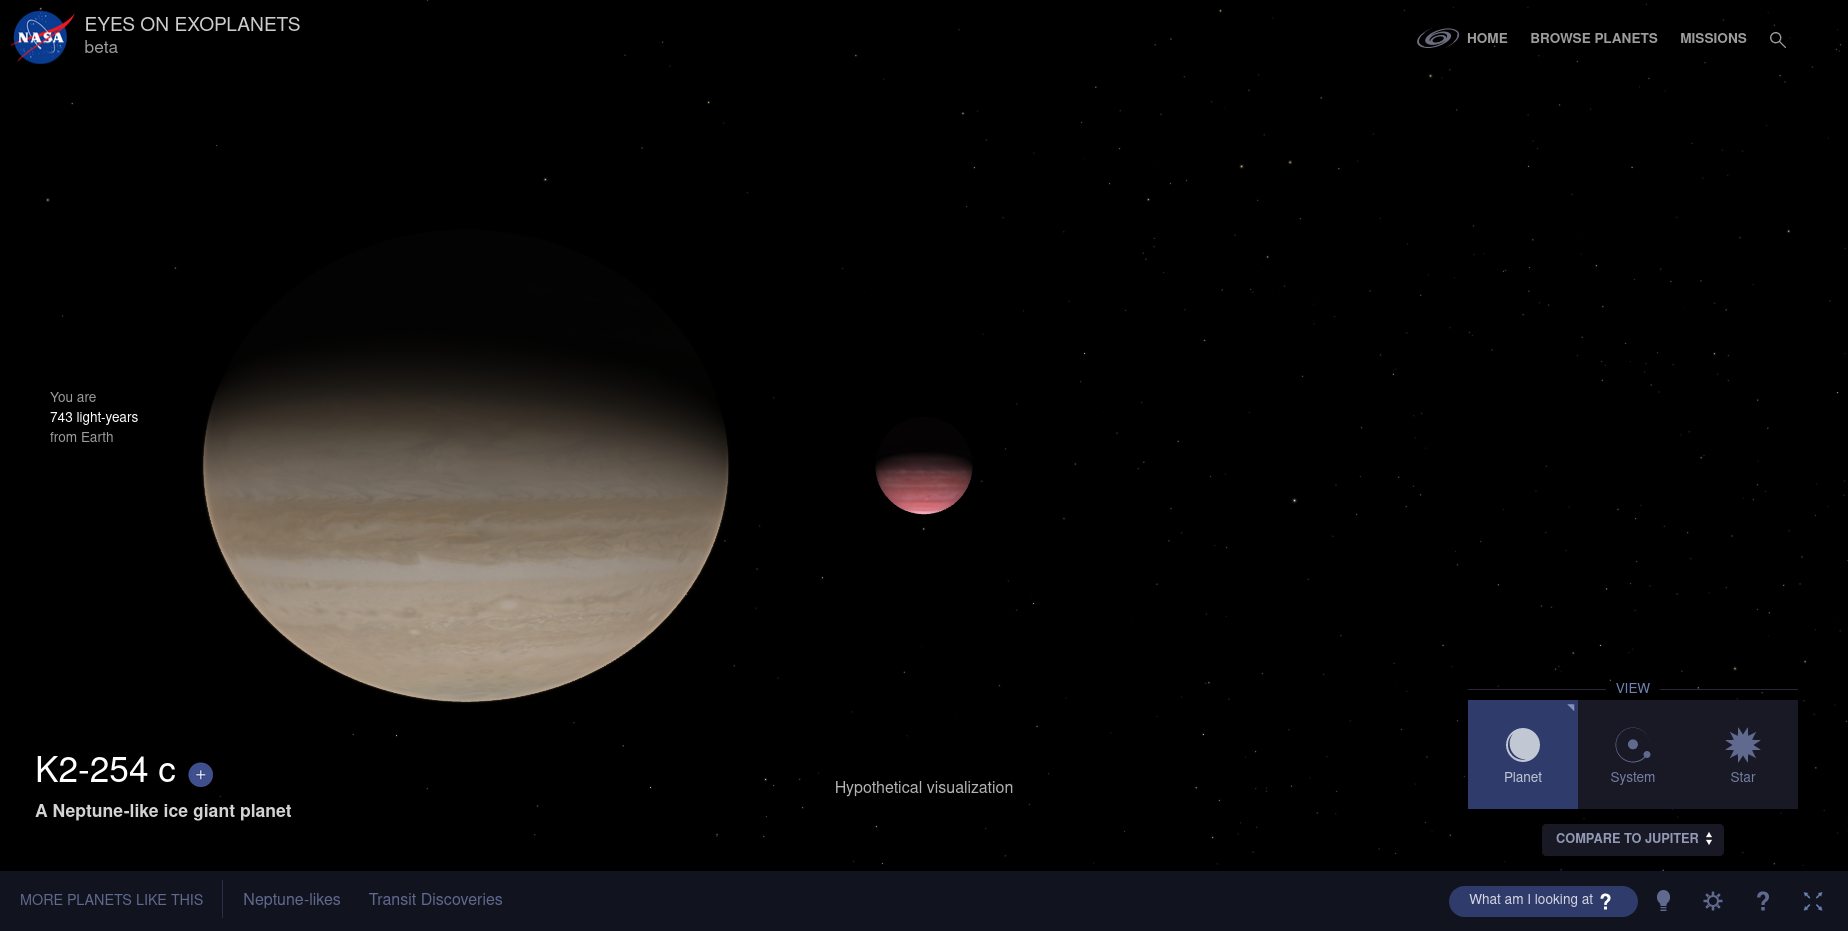 NASA
EYES ON EXOPLANETS
beta
HOME
BROWSE PLANETS
MISSIONS
You are
743 light-years
from Earth
K2-254 c +
A Neptune-like ice giant planet
Hypothetical visualization
VIEW
Planet
System
Star
COMPARE TO JUPITER
MORE PLANETS LIKE THIS
Neptune-likes
Transit Discoveries
What am I looking at ?
?